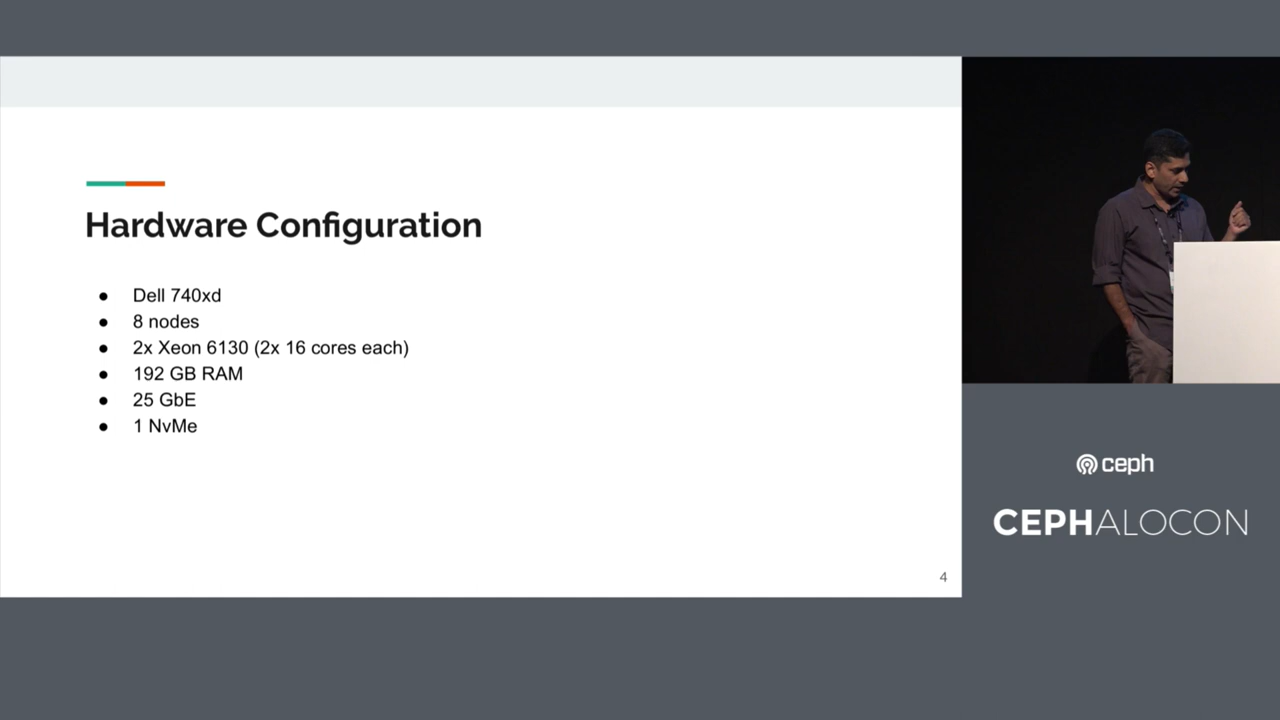 Hardware Configuration
● Dell 740xd
● 8 nodes
● 2x Xeon 6130 (2x 16 cores each)
● 192 GB RAM
● 25 GbE
● 1 NvMe
4
ceph
CEPHALOCON